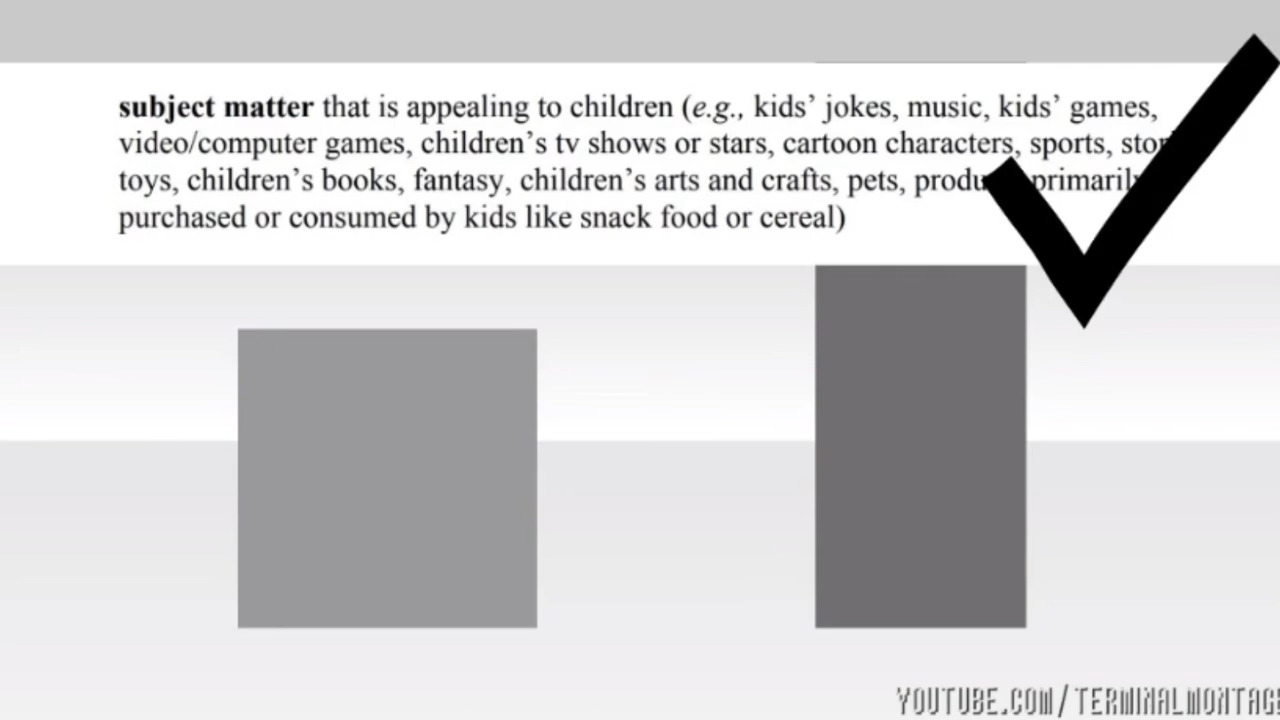 subject matter that is appealing to children (e.g., kids’ jokes, music, kids’ games,
video/computer games, children’s tv shows or stars, cartoon characters, sports,
toys, children’s books, fantasy, children’s arts and crafts, pets,
purchased or consumed by kids like snack food or cereal)
YOUTUBE.COM/TERMINALMONTAGE